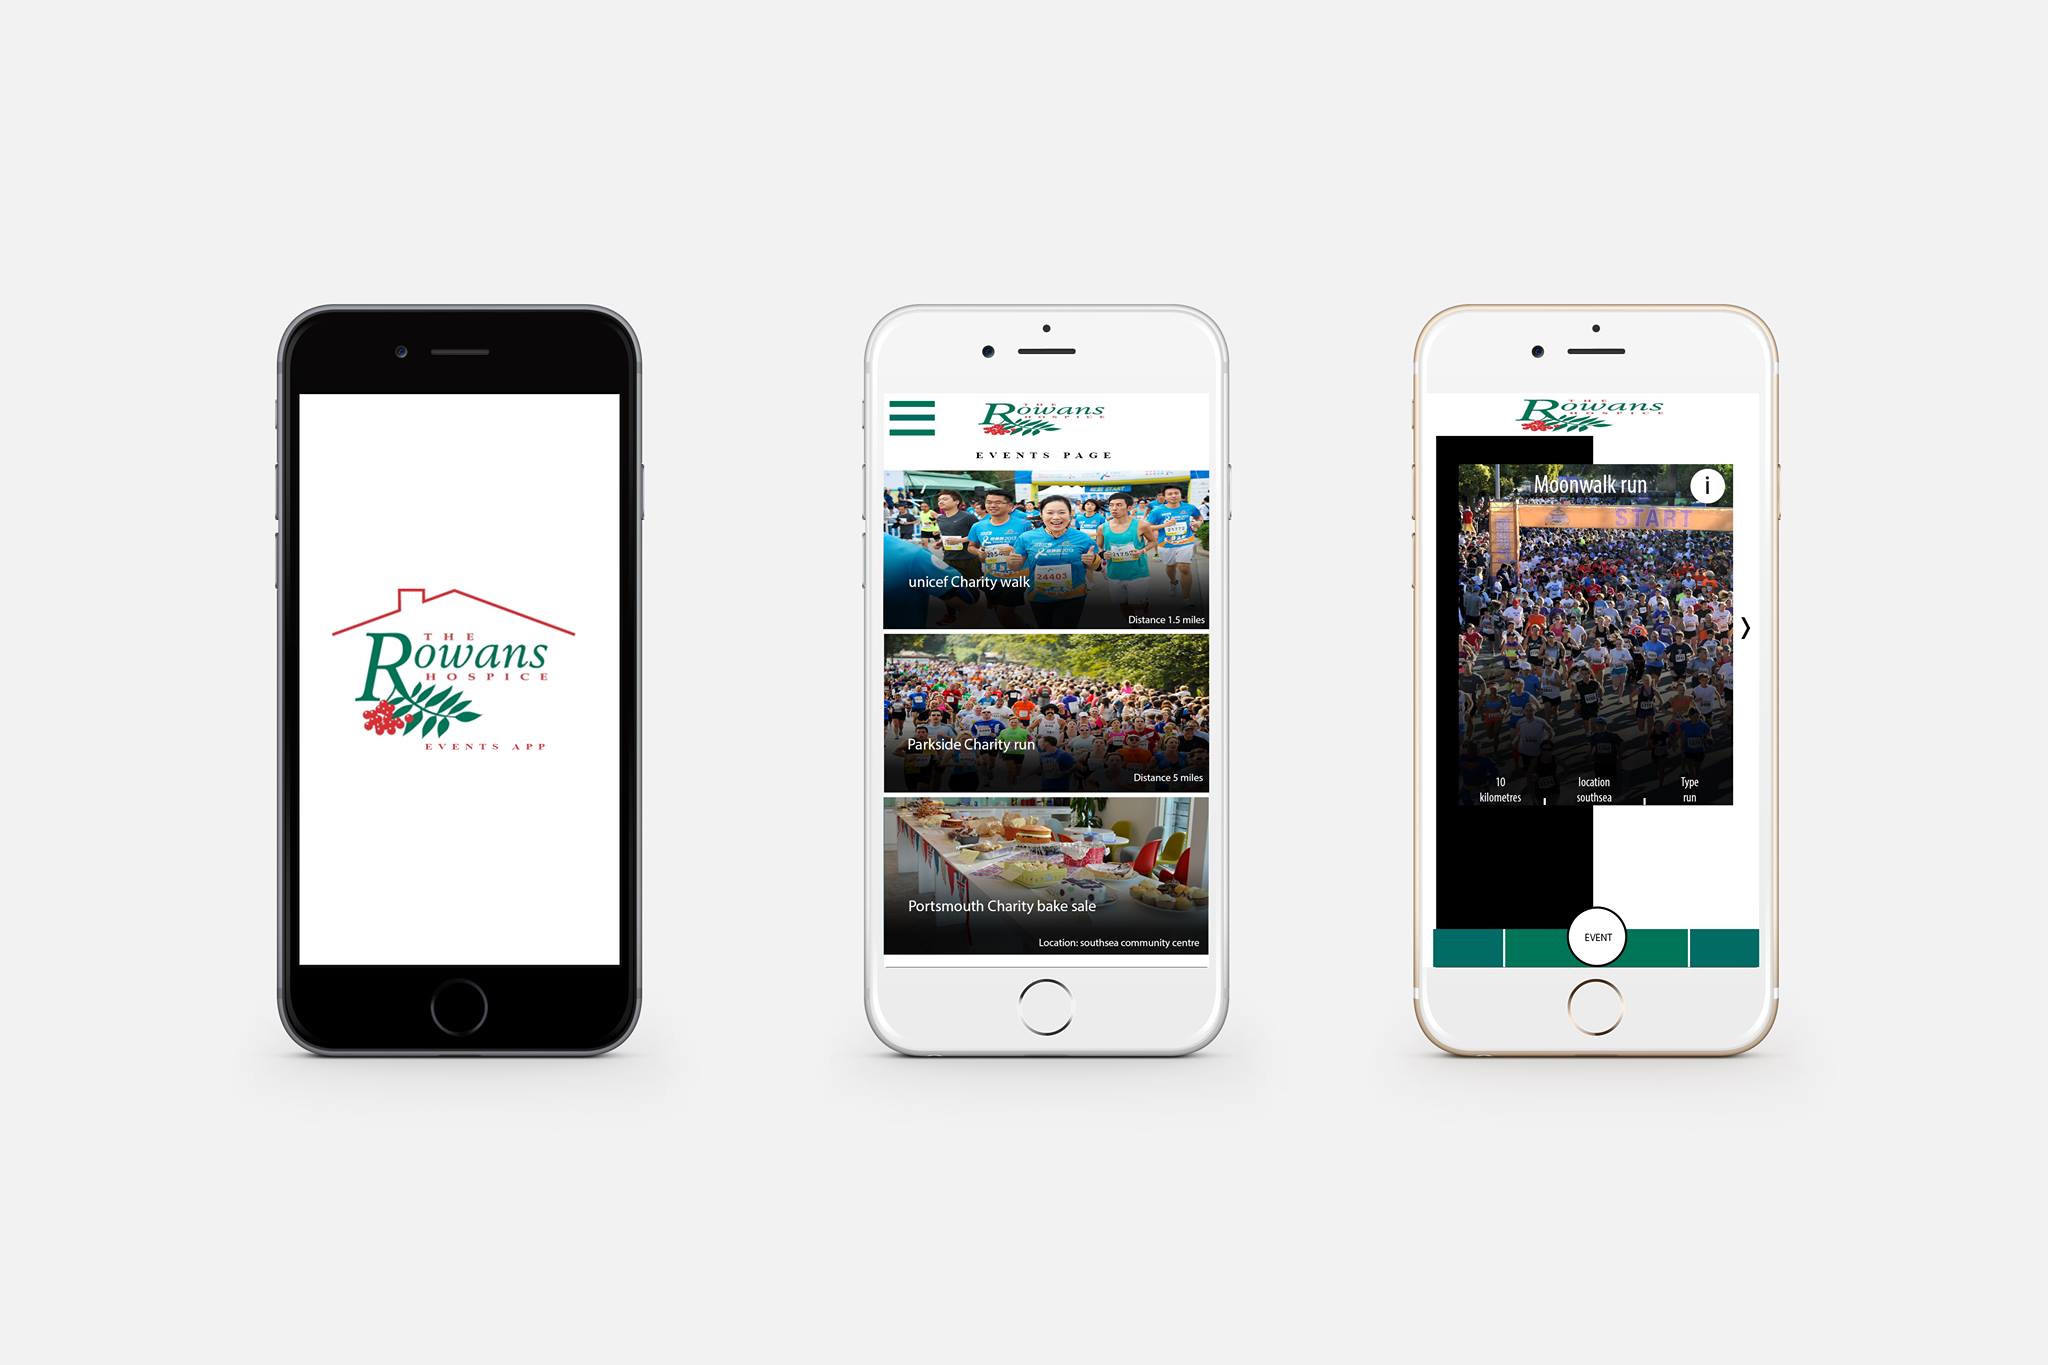 THE
Rowans
HOSPICE
EVENTS APP
THE
Rowans
HOSPICE
EVENTS PAGE
24403
21772
unicef Charity walk
Distance 1.5 miles
Parkside Charity run
Distance 5 miles
Portsmouth Charity bake sale
Location: southsea community centre
THE
Rowans
HOSPICE
Moonwalk run
i
START
10
kilometres
location
southsea
Type
run
EVENT